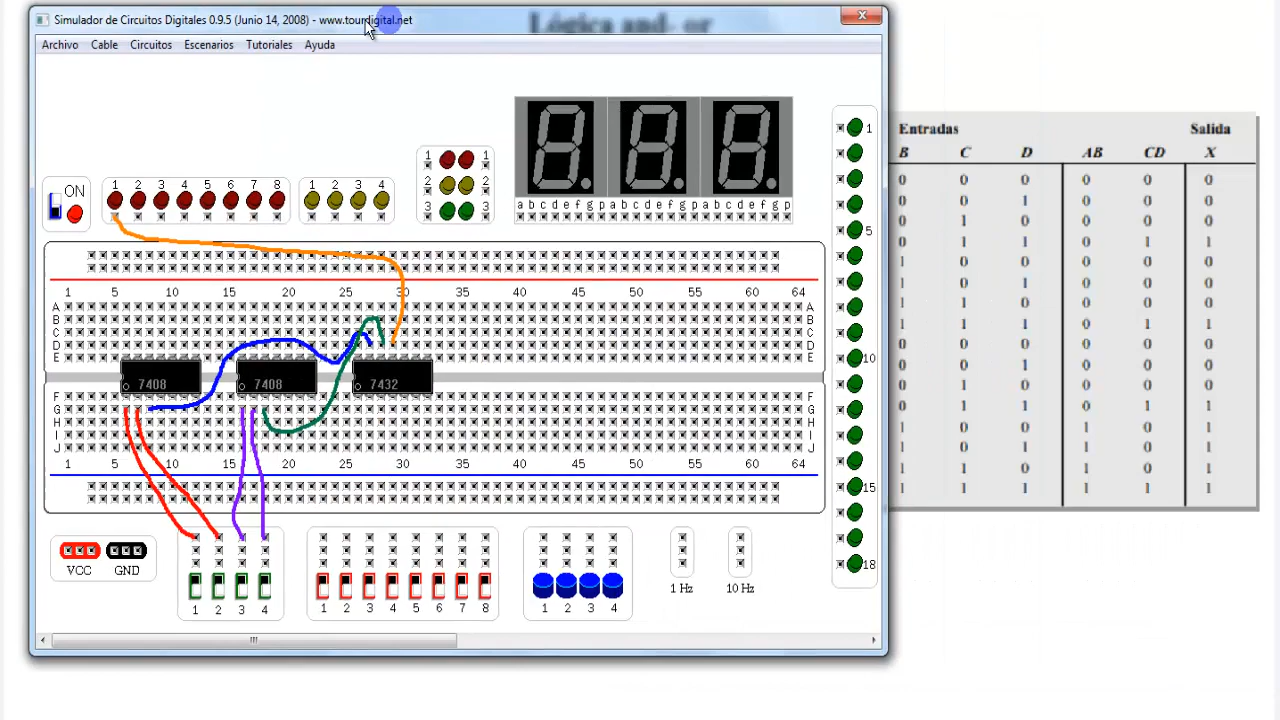 Lógica and- or
Simulador de Circuitos Digitales 0.9.5 (Junio 14, 2008) - www.tourdigital.net
Archivo Cable Circuitos Escenarios Tutoriales Ayuda
Entradas Salida
B C D AB CD X
0 0 0 0 0 0
0 0 1 0 0 0
0 1 0 0 0 0
0 1 1 0 1 1
1 0 0 0 0 0
1 0 1 0 0 0
1 1 0 0 0 0
1 1 1 0 1 1
0 0 0 0 0 0
0 0 1 0 0 0
0 1 0 0 0 0
0 1 1 0 1 1
1 0 0 1 0 1
1 0 1 1 0 1
1 1 0 1 0 1
1 1 1 1 1 1
ON
1 2 3 4 5 6 7 8
1 2 3 4
1 1
2 2
3 3
a b c d e f g p a b c d e f g p a b c d e f g p
1
5
10
15
18
1 5 10 15 20 25 30 35 40 45 50 55 60 64
A A
B B
C C
D D
E E
7408 7408 7432
F F
G G
H H
I I
J J
1 5 10 15 20 25 30 35 40 45 50 55 60 64
VCC GND
1 2 3 4
1 2 3 4 5 6 7 8
1 2 3 4
1 Hz 10 Hz